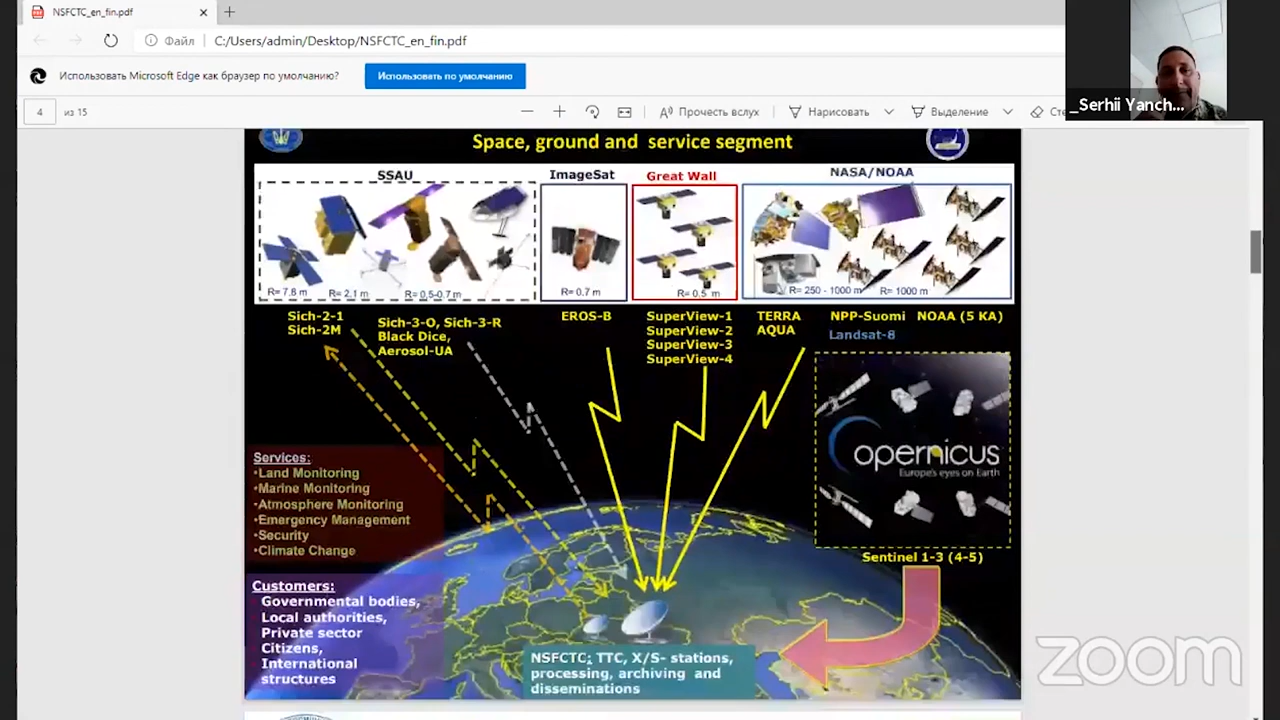 NSFCTC_en_fin.pdf
Файл
C:/Users/admin/Desktop/NSFCTC_en_fin.pdf
Использовать Microsoft Edge как браузер по умолчанию?
Использовать по умолчанию
_Serhii Yanch...
4 из 15
Прочесть вслух
Нарисовать
Выделение
Сте
Space, ground and service segment
SSAU
ImageSat
Great Wall
NASA/NOAA
R= 7,8 m R= 2,1 m R= 0,5-0,7 m
R= 0.7 m
R= 0.5 m
R= 250 - 1000 m R= 1000 m
Sich-2-1
Sich-2M
Sich-3-O, Sich-3-R
Black Dice,
Aerosol-UA
EROS-B
SuperView-1
SuperView-2
SuperView-3
SuperView-4
TERRA
AQUA
NPP-Suomi
NOAA (5 KA)
Landsat-8
opernicus
Europe's eyes on Earth
Sentinel 1-3 (4-5)
Services:
•Land Monitoring
•Marine Monitoring
•Atmosphere Monitoring
•Emergency Management
•Security
•Climate Change
Customers:
Governmental bodies,
Local authorities,
Private sector
Citizens,
International
structures
NSFCTC: TTC, X/S- stations,
processing, archiving and
disseminations
zoom